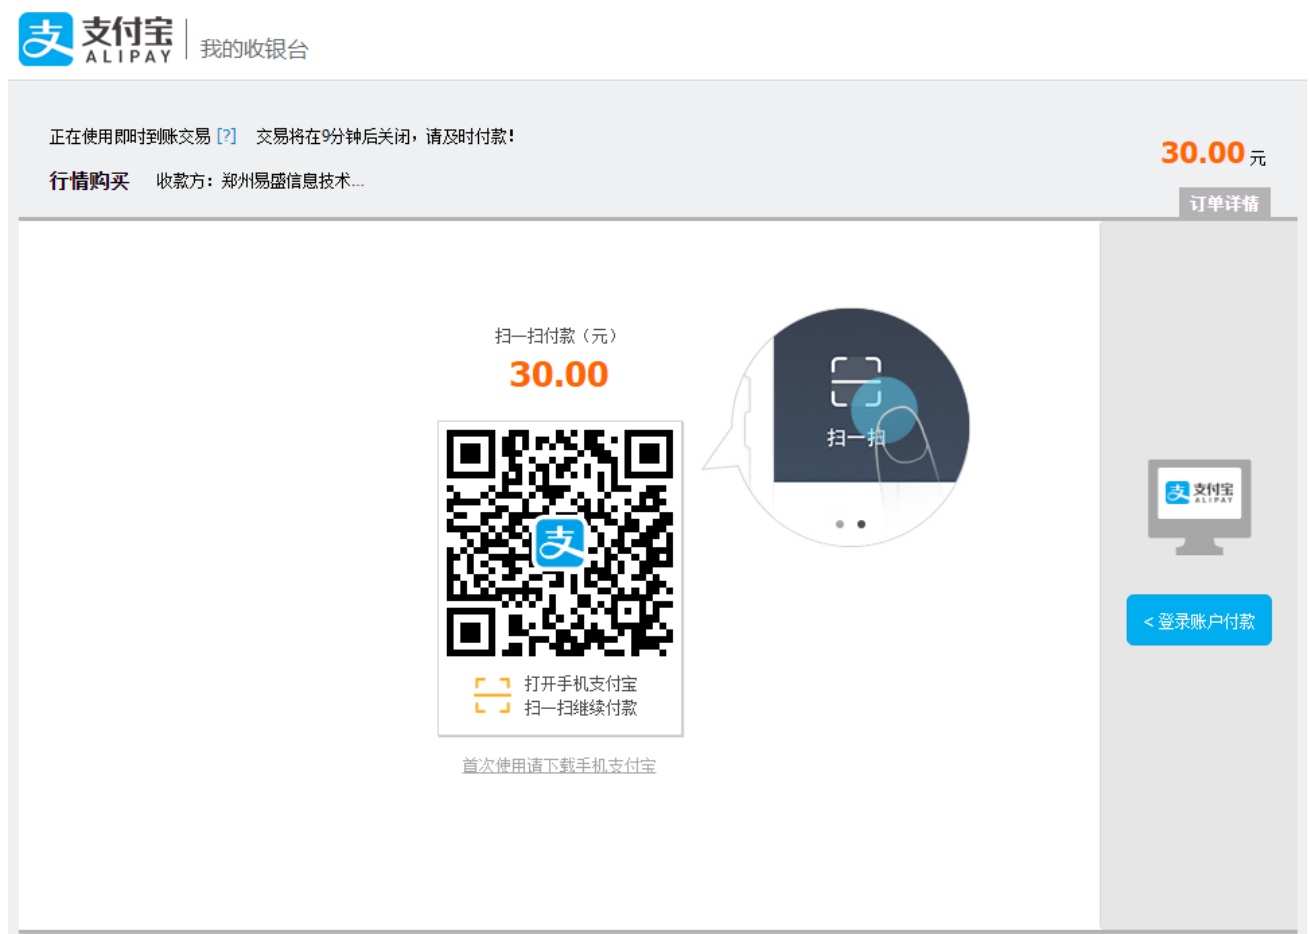 支付宝
ALIPAY
我的收银台
正在使用即时到账交易 [?] 交易将在9分钟后关闭，请及时付款！
30.00 元
行情购买 收款方：郑州易盛信息技术...
订单详情
扫一扫付款（元）
30.00
扫一扫
支
支付宝
ALIPAY
<登录账户付款
打开手机支付宝
扫一扫继续付款
首次使用请下载手机支付宝